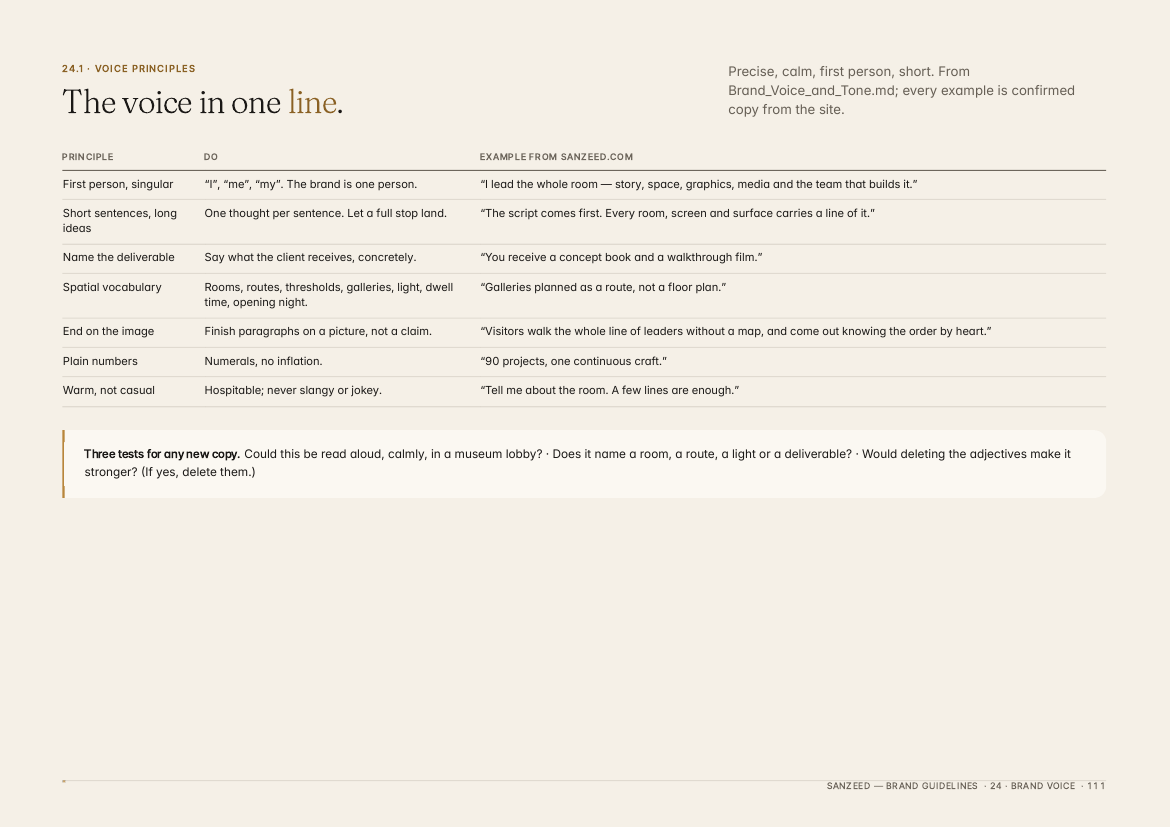 24.1 · VOICE PRINCIPLES
The voice in one line.
Precise, calm, first person, short. From
Brand_Voice_and_Tone.md; every example is confirmed
copy from the site.
PRINCIPLE DO EXAMPLE FROM SANZEED.COM
First person, singular “I”, “me”, “my”. The brand is one person. “I lead the whole room — story, space, graphics, media and the team that builds it.”
Short sentences, long One thought per sentence. Let a full stop land. “The script comes first. Every room, screen and surface carries a line of it.”
ideas
Name the deliverable Say what the client receives, concretely. “You receive a concept book and a walkthrough film.”
Spatial vocabulary Rooms, routes, thresholds, galleries, light, dwell “Galleries planned as a route, not a floor plan.”
time, opening night.
End on the image Finish paragraphs on a picture, not a claim. “Visitors walk the whole line of leaders without a map, and come out knowing the order by heart.”
Plain numbers Numerals, no inflation. “90 projects, one continuous craft.”
Warm, not casual Hospitable; never slangy or jokey. “Tell me about the room. A few lines are enough.”
Three tests for any new copy. Could this be read aloud, calmly, in a museum lobby? · Does it name a room, a route, a light or a deliverable? · Would deleting the adjectives make it
stronger? (If yes, delete them.)
SANZEED — BRAND GUIDELINES · 24 · BRAND VOICE · 111